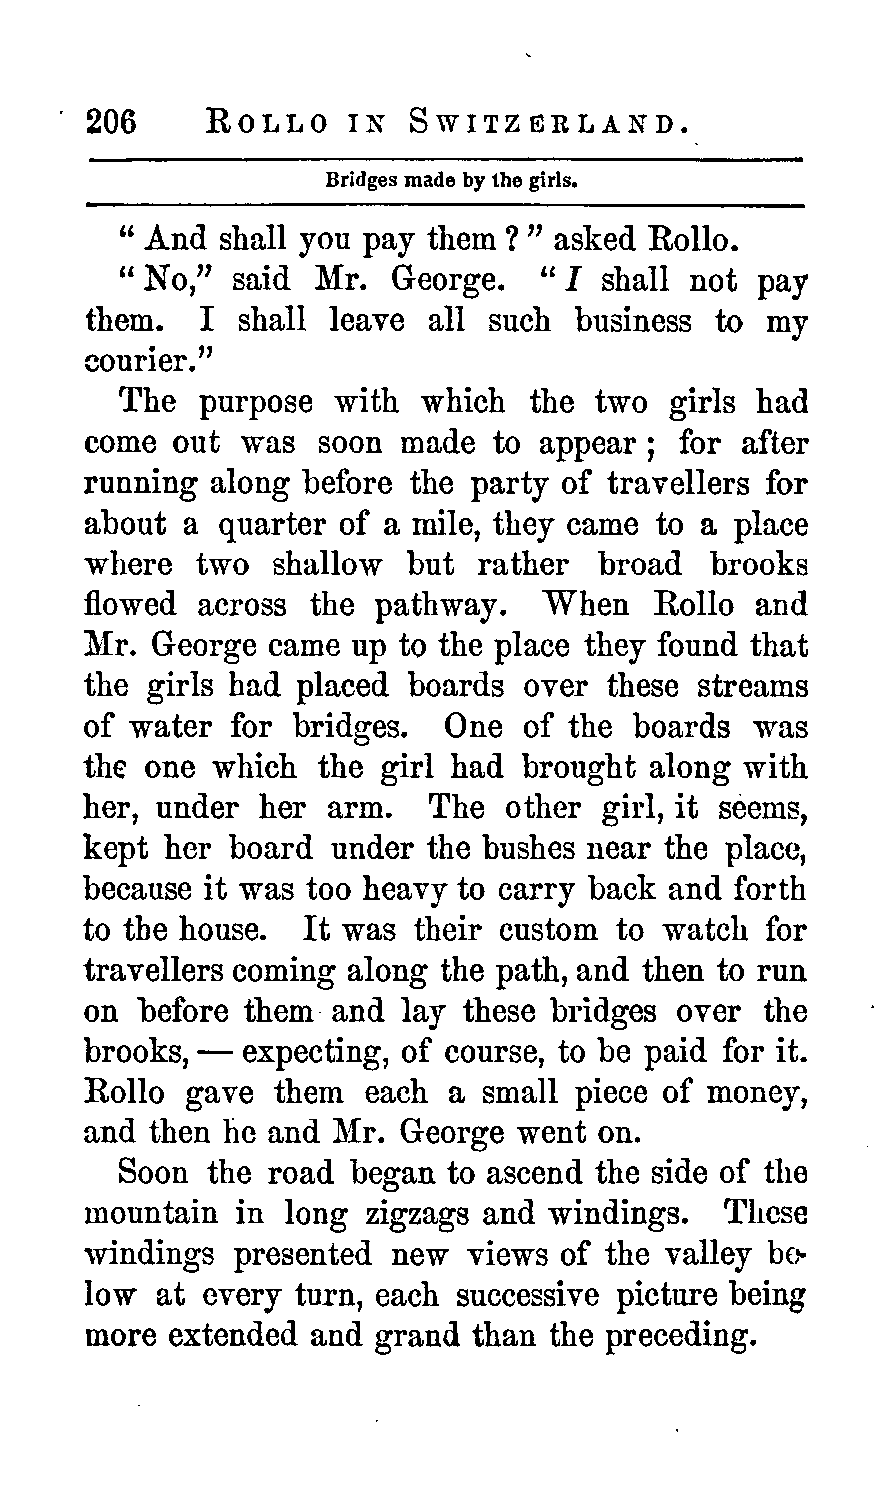 206 ROLLO IN SWITZERLAND.
Bridges made by the girls.
“ And shall you pay them ? ” asked Rollo.
“ No,” said Mr. George. “ I shall not pay
them. I shall leave all such business to my
courier.”
The purpose with which the two girls had
come out was soon made to appear ; for after
running along before the party of travellers for
about a quarter of a mile, they came to a place
where two shallow but rather broad brooks
flowed across the pathway. When Rollo and
Mr. George came up to the place they found that
the girls had placed boards over these streams
of water for bridges. One of the boards was
the one which the girl had brought along with
her, under her arm. The other girl, it seems,
kept her board under the bushes near the place,
because it was too heavy to carry back and forth
to the house. It was their custom to watch for
travellers coming along the path, and then to run
on before them and lay these bridges over the
brooks, — expecting, of course, to be paid for it.
Rollo gave them each a small piece of money,
and then he and Mr. George went on.
Soon the road began to ascend the side of the
mountain in long zigzags and windings. These
windings presented new views of the valley be-
low at every turn, each successive picture being
more extended and grand than the preceding.